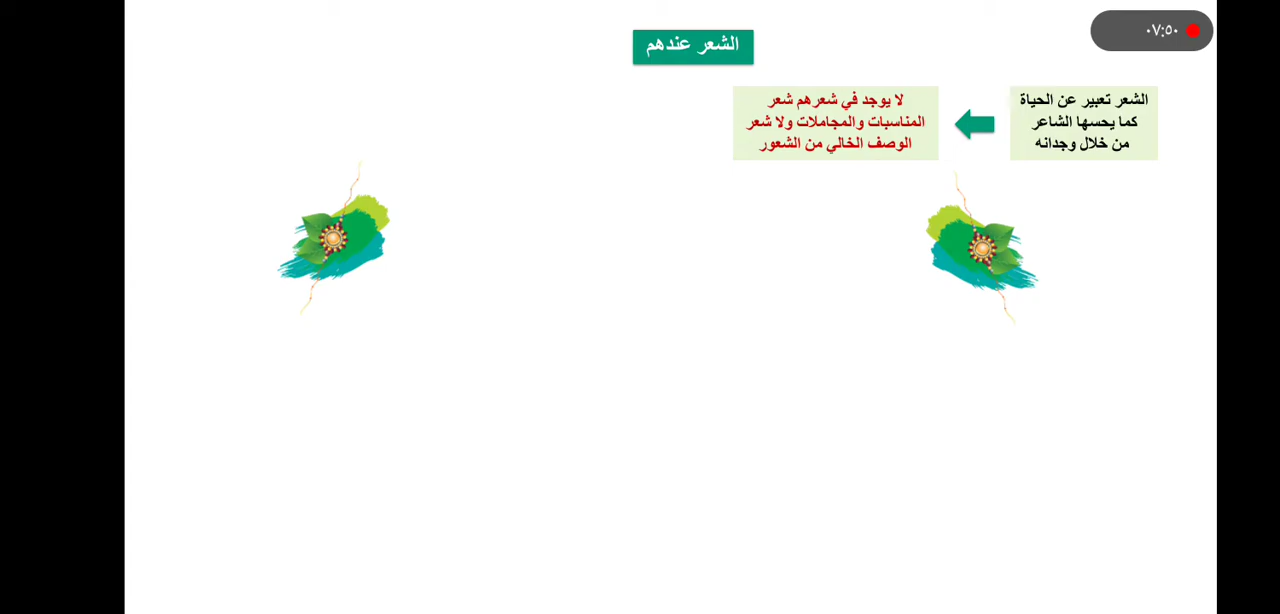 ٠٧:٥٠
الشعر عندهم
الشعر تعبير عن الحياة
كما يحسها الشاعر
من خلال وجدانه
لا يوجد في شعرهم شعر
المناسبات والمجاملات ولا شعر
الوصف الخالي من الشعور